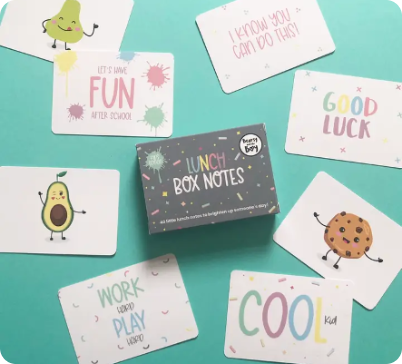 I KNOW YOU
CAN DO THIS!
LET'S HAVE
FUN
AFTER SCHOOL
GOOD
LUCK
LUNCH
BOX NOTES
WORK
HARD
PLAY
HARD
COOL
kid